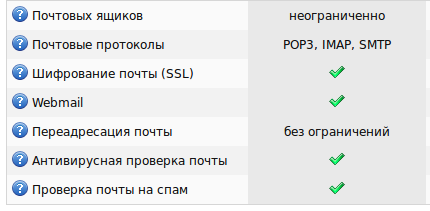 Почтовых ящиков неограниченно
Почтовые протоколы POP3, IMAP, SMTP
Шифрование почты (SSL)
Webmail
Переадресация почты без ограничений
Антивирусная проверка почты
Проверка почты на спам